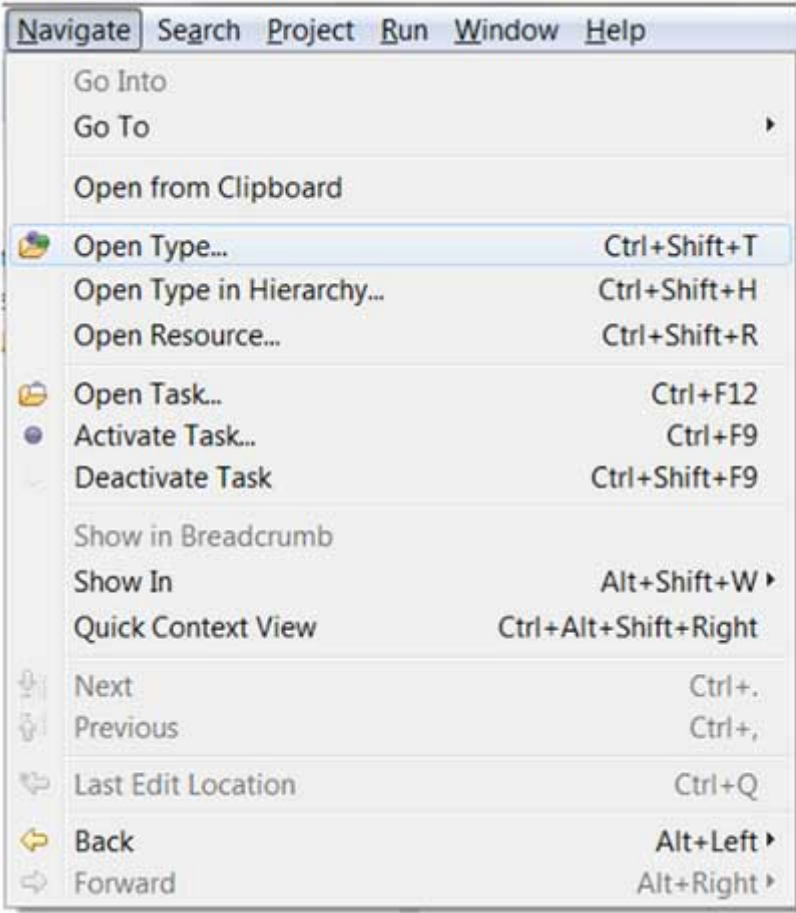 Navigate Search Project Run Window Help
Go Into
Go To
Open from Clipboard
Open Type... Ctrl+Shift+T
Open Type in Hierarchy... Ctrl+Shift+H
Open Resource... Ctrl+Shift+R
Open Task... Ctrl+F12
Activate Task... Ctrl+F9
Deactivate Task Ctrl+Shift+F9
Show in Breadcrumb
Show In Alt+Shift+W
Quick Context View Ctrl+Alt+Shift+Right
Next Ctrl+.
Previous Ctrl+,
Last Edit Location Ctrl+Q
Back Alt+Left
Forward Alt+Right